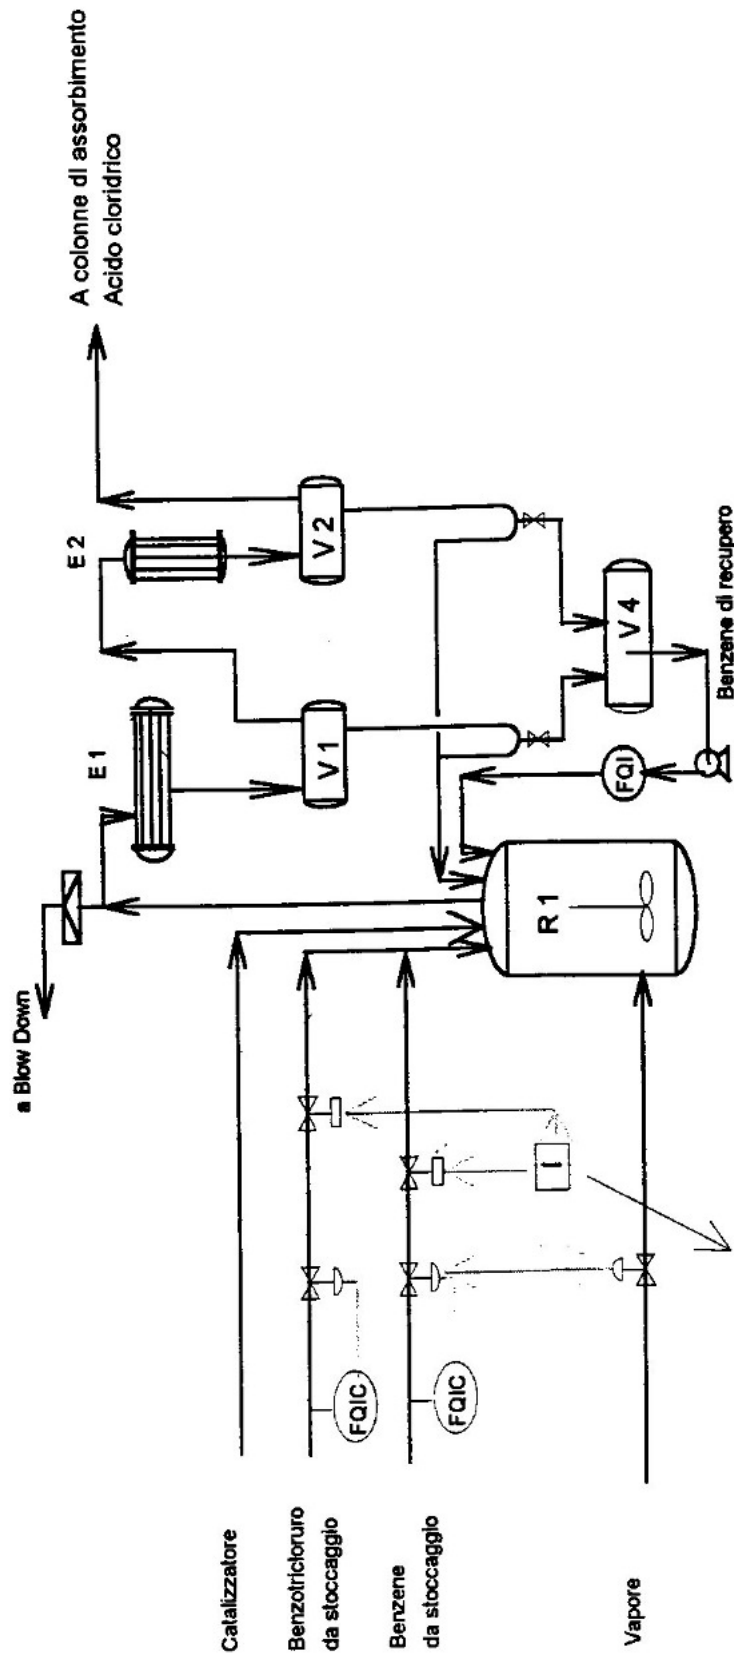 a Blow Down
A colonne di assorbimento
Acido cloridrico
E 1
E 2
V 1
V 2
V 4
R 1
FQI
Benzene di recupero
Catalizzatore
Benzotricloruro
da stoccaggio
FQIC
Benzene
da stoccaggio
FQIC
I
Vapore